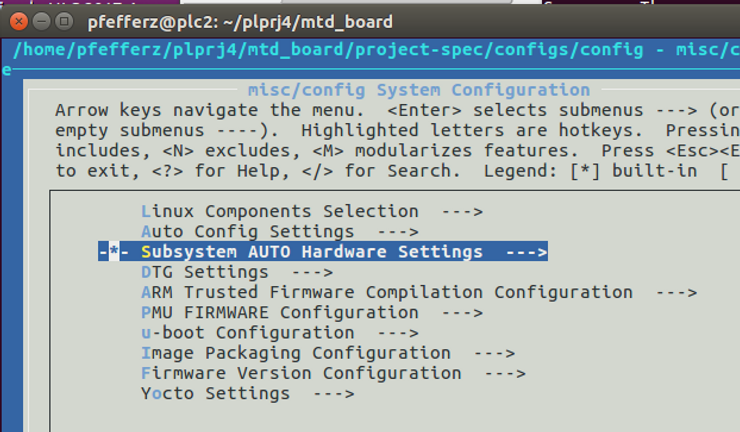 pfefferz@plc2: ~/plprj4/mtd_board
/home/pfefferz/plprj4/mtd_board/project-spec/configs/config - misc/c
e
misc/config System Configuration
Arrow keys navigate the menu.  <Enter> selects submenus ---> (or
empty submenus ----).  Highlighted letters are hotkeys.  Pressin
includes, <N> excludes, <M> modularizes features.  Press <Esc><E
to exit, <?> for Help, </> for Search.  Legend: [*] built-in  [
Linux Components Selection  --->
Auto Config Settings  --->
-*- Subsystem AUTO Hardware Settings  --->
DTG Settings  --->
ARM Trusted Firmware Compilation Configuration  --->
PMU FIRMWARE Configuration  --->
u-boot Configuration  --->
Image Packaging Configuration  --->
Firmware Version Configuration  --->
Yocto Settings  --->